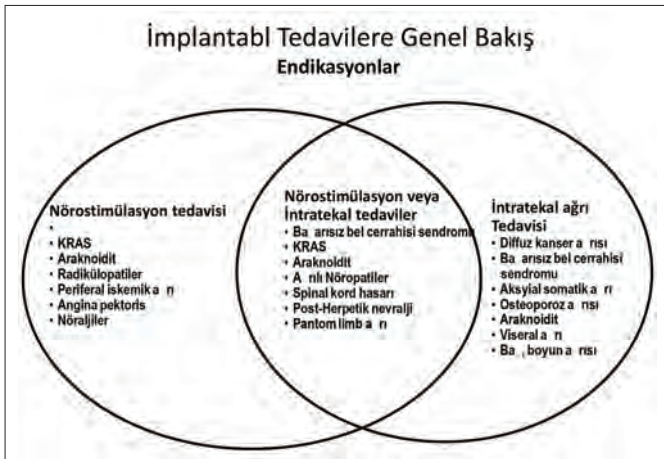 İmplantabl Tedavilere Genel Bakış
Endikasyonlar
Nörostimülasyon tedavisi
•
• KRAS
• Araknoidit
• Radikülopatiler
• Periferal iskemik a rı
• Angina pektoris
• Nöraljiler
Nörostimülasyon veya
İntratekal tedaviler
• Ba arısız bel cerrahisi sendromu
• KRAS
• Araknoditt
• A rılı Nöropatiler
• Spinal kord hasarı
• Post-Herpetik nevralji
• Pantom limb a rı
İntratekal ağrı
Tedavisi
• Diffuz kanser a rısı
• Ba arısız bel cerrahisi
sendromu
• Aksyial somatik a rı
• Osteoporoz a rısı
• Araknoidit
• Viseral a rı
• Ba , boyun a rısı